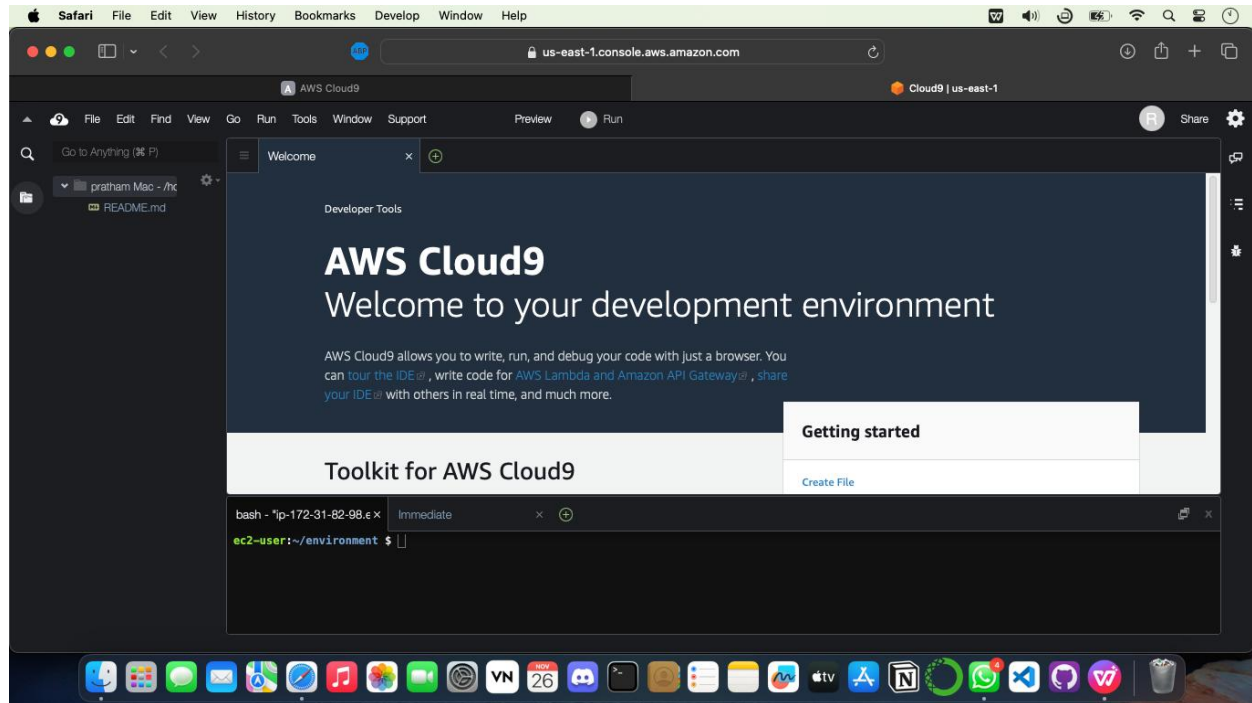 Safari File Edit View History Bookmarks Develop Window Help
ABP us-east-1.console.aws.amazon.com
A AWS Cloud9 Cloud9 | us-east-1
9 File Edit Find View Go Run Tools Window Support Preview Run R Share
Go to Anything (⌘ P) Welcome
pratham Mac - /hc
README.md
Developer Tools
AWS Cloud9
Welcome to your development environment
AWS Cloud9 allows you to write, run, and debug your code with just a browser. You
can tour the IDE , write code for AWS Lambda and Amazon API Gateway , share
your IDE with others in real time, and much more.
Getting started
Toolkit for AWS Cloud9
Create File
bash - "ip-172-31-82-98.e × Immediate ×
ec2-user:~/environment $
VN NOV 26 tv N 4